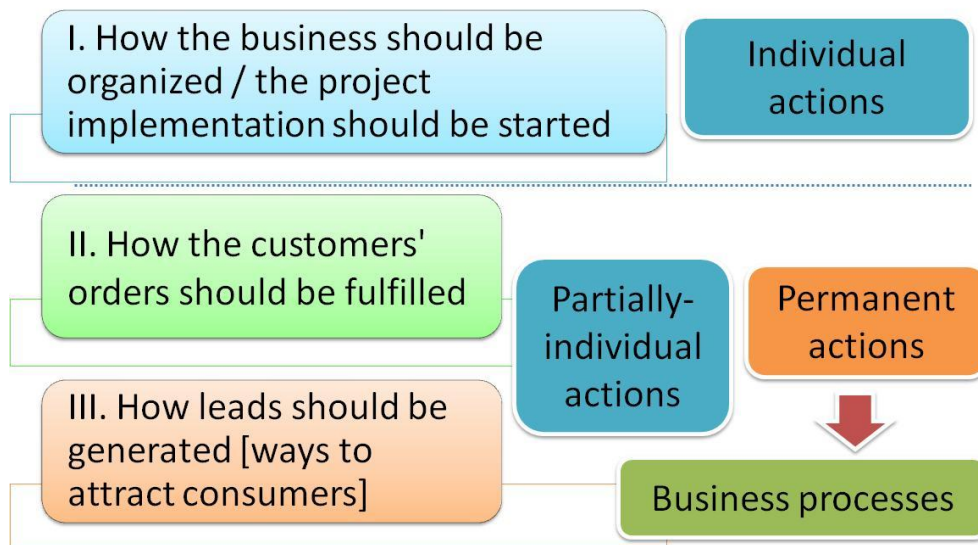 I. How the business should be
organized / the project
implementation should be started
Individual
actions
II. How the customers'
orders should be fulfilled
Partially-
individual
actions
Permanent
actions
III. How leads should be
generated [ways to
attract consumers]
Business processes